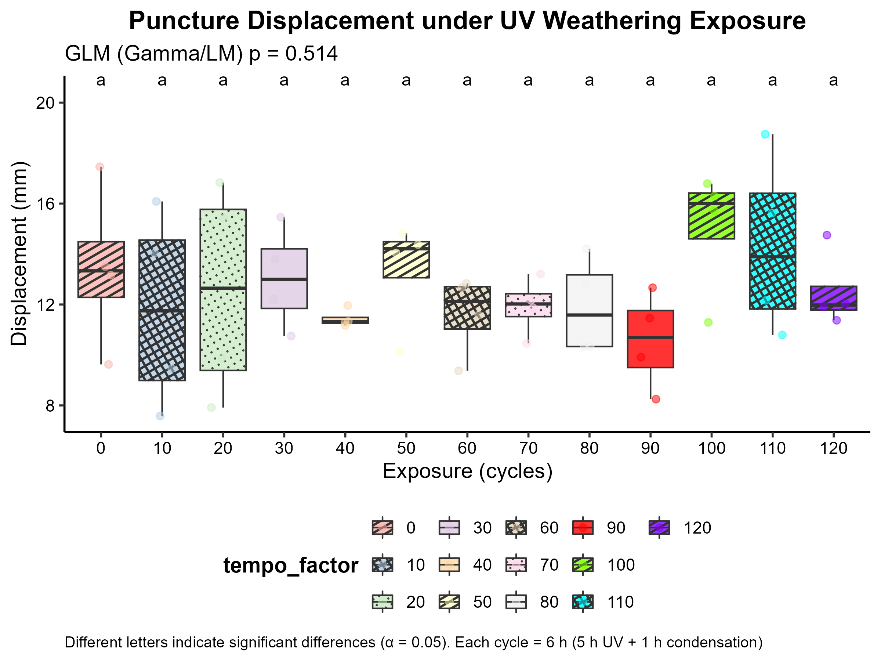 Puncture Displacement under UV Weathering Exposure
GLM (Gamma/LM) p = 0.514
a a a a a a a a a a a a a
20
16
12
8
Displacement (mm)
0 10 20 30 40 50 60 70 80 90 100 110 120
Exposure (cycles)
tempo_factor
0 30 60 90 120
10 40 70 100
20 50 80 110
Different letters indicate significant differences (α = 0.05). Each cycle = 6 h (5 h UV + 1 h condensation)